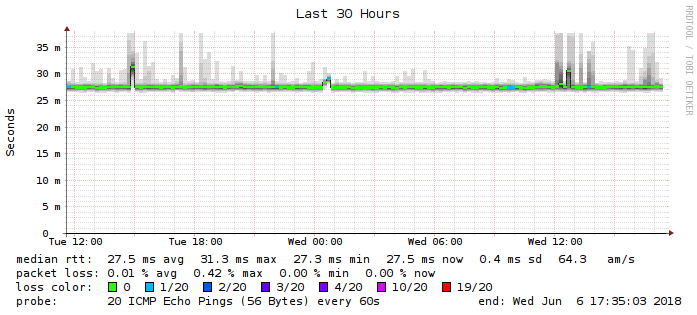 Last 30 Hours
RRDTOOL / TOBI OETIKER
Seconds
35 m
30 m
25 m
20 m
15 m
10 m
5 m
0
Tue 12:00 Tue 18:00 Wed 00:00 Wed 06:00 Wed 12:00
median rtt: 27.5 ms avg 31.3 ms max 27.3 ms min 27.5 ms now 0.4 ms sd 64.3 am/s
packet loss: 0.01 % avg 0.42 % max 0.00 % min 0.00 % now
loss color: 0 1/20 2/20 3/20 4/20 10/20 19/20
probe: 20 ICMP Echo Pings (56 Bytes) every 60s end: Wed Jun 6 17:35:03 2018